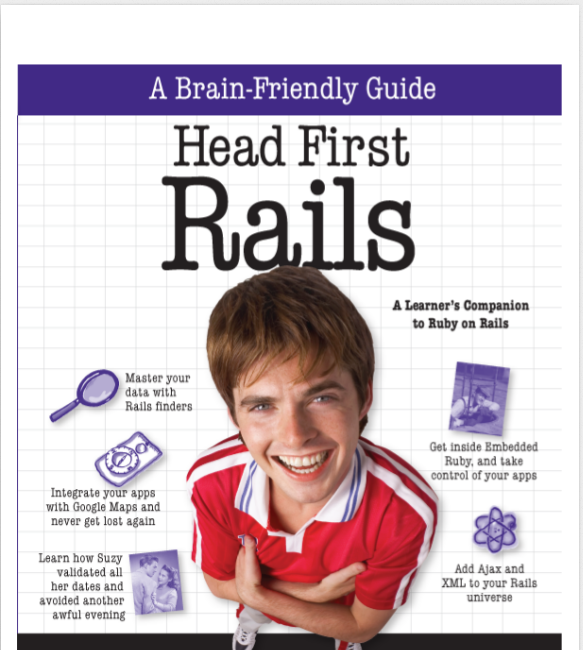 A Brain-Friendly Guide
Head First
Rails
A Learner's Companion
to Ruby on Rails
Master your
data with
Rails finders
Get inside Embedded
Ruby, and take
control of your apps
Integrate your apps
with Google Maps and
never get lost again
Learn how Suzy
validated all
her dates and
avoided another
awful evening
Add Ajax and
XML to your Rails
universe